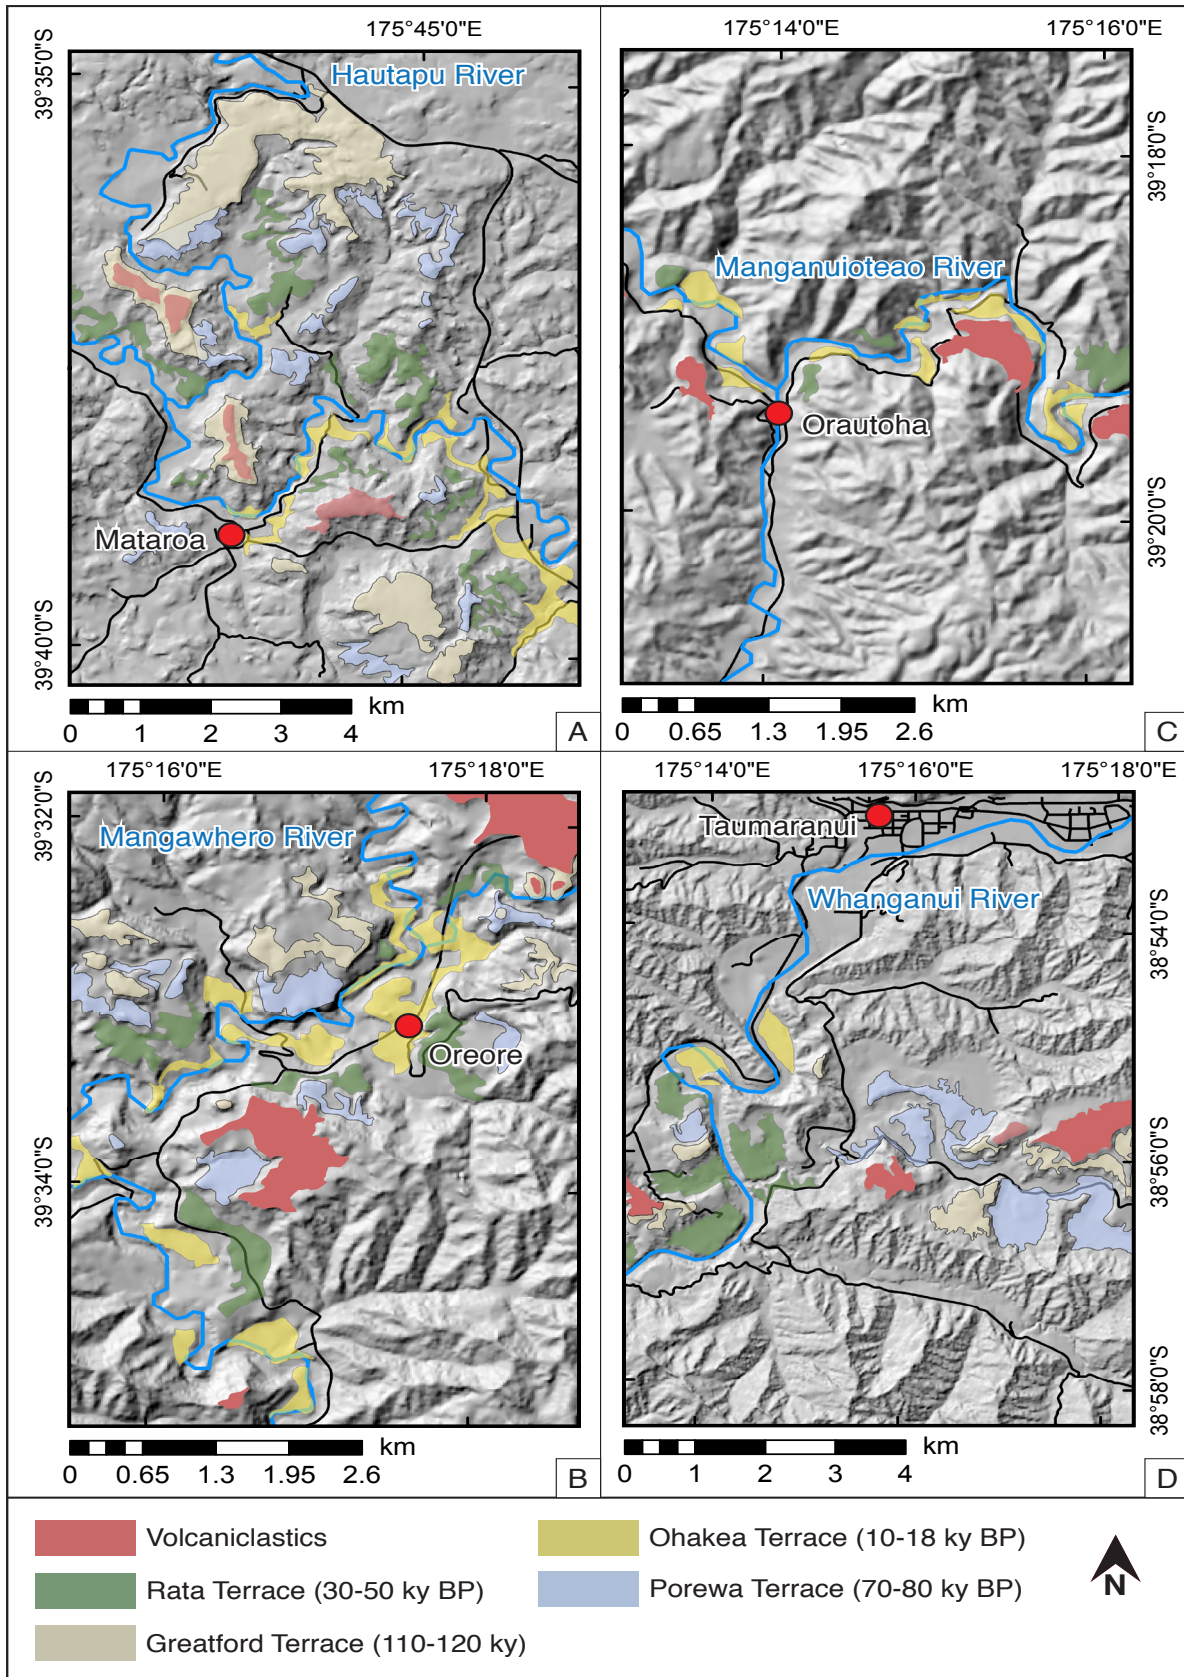 175°45'0"E
39°35'0"S
Hautapu River
Mataroa
39°40'0"S
km
0 1 2 3 4
A
175°14'0"E 175°16'0"E
39°18'0"S
Manganuioteao River
Orautoha
39°20'0"S
km
0 0.65 1.3 1.95 2.6
C
175°16'0"E 175°18'0"E
39°32'0"S
Mangawhero River
Oreore
39°34'0"S
km
0 0.65 1.3 1.95 2.6
B
175°14'0"E 175°16'0"E 175°18'0"E
Taumaranui
Whanganui River
38°54'0"S
38°56'0"S
38°58'0"S
km
0 1 2 3 4
D
Volcaniclastics
Ohakea Terrace (10-18 ky BP)
Rata Terrace (30-50 ky BP)
Porewa Terrace (70-80 ky BP)
Greatford Terrace (110-120 ky)
N